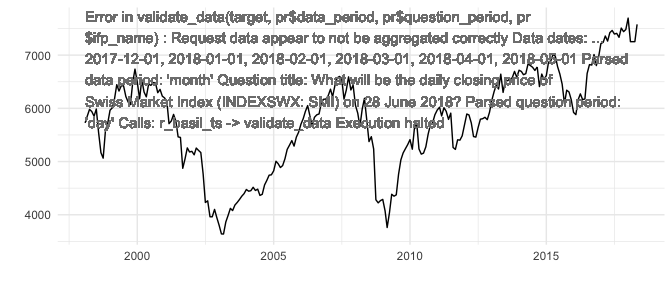 Error in validate_data(target, pr$data_period, pr$question_period, pr
$ifp_name) : Request data appear to not be aggregated correctly Data dates: ...
2017-12-01, 2018-01-01, 2018-02-01, 2018-03-01, 2018-04-01, 2018-05-01 Parsed
data period: 'month' Question title: What will be the daily closing price of
Swiss Market Index (INDEXSWX: SMI) on 28 June 2018? Parsed question period:
'day' Calls: r_basil_ts -> validate_data Execution halted
7000
6000
5000
4000
2000 2005 2010 2015